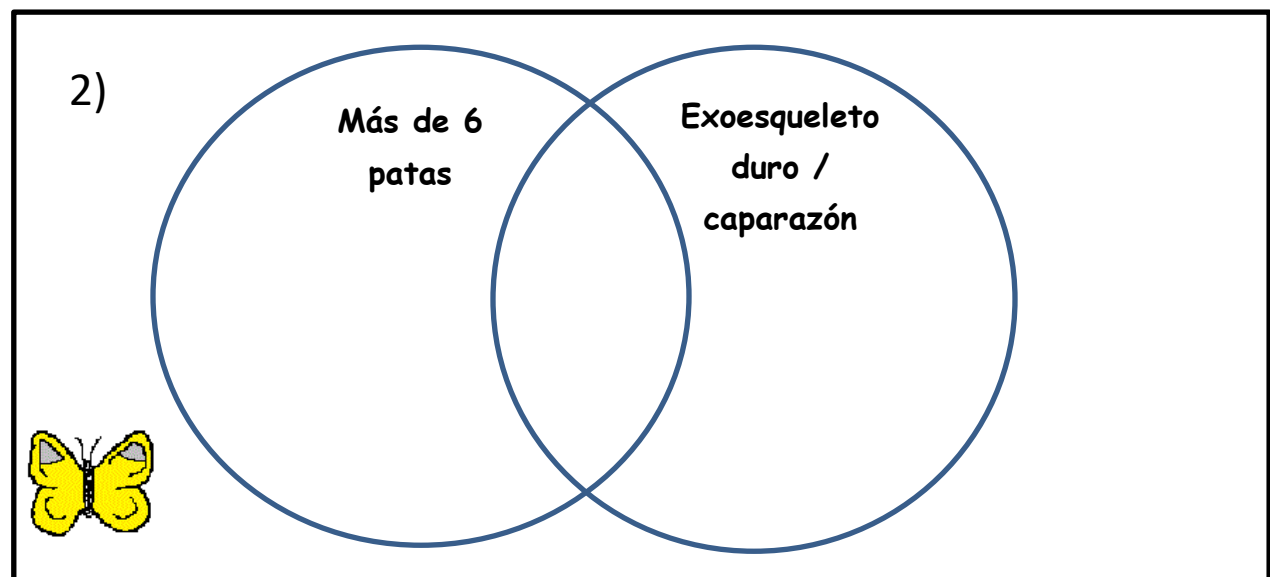 2)
Más de 6
patas
Exoesqueleto
duro /
caparazón